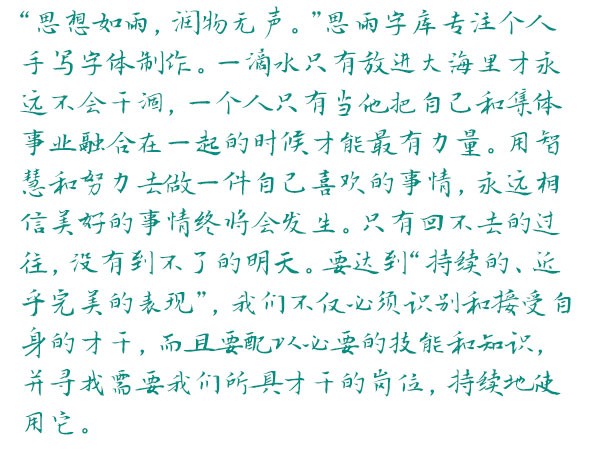 “思想如雨，润物无声。”思雨字库专注个人
手写字体制作。一滴水只有放进大海里才永
远不会干涸，一个人只有当他把自己和集体
事业融合在一起的时候才能最有力量。用智
慧和努力去做一件自己喜欢的事情，永远相
信美好的事情终将会发生。只有回不去的过
往，没有到不了的明天。要达到“持续的、近
乎完美的表现”，我们不仅必须识别和接受自
身的才干，而且要配以必要的技能和知识，
并寻找需要我们所具才干的岗位，持续地使
用它。